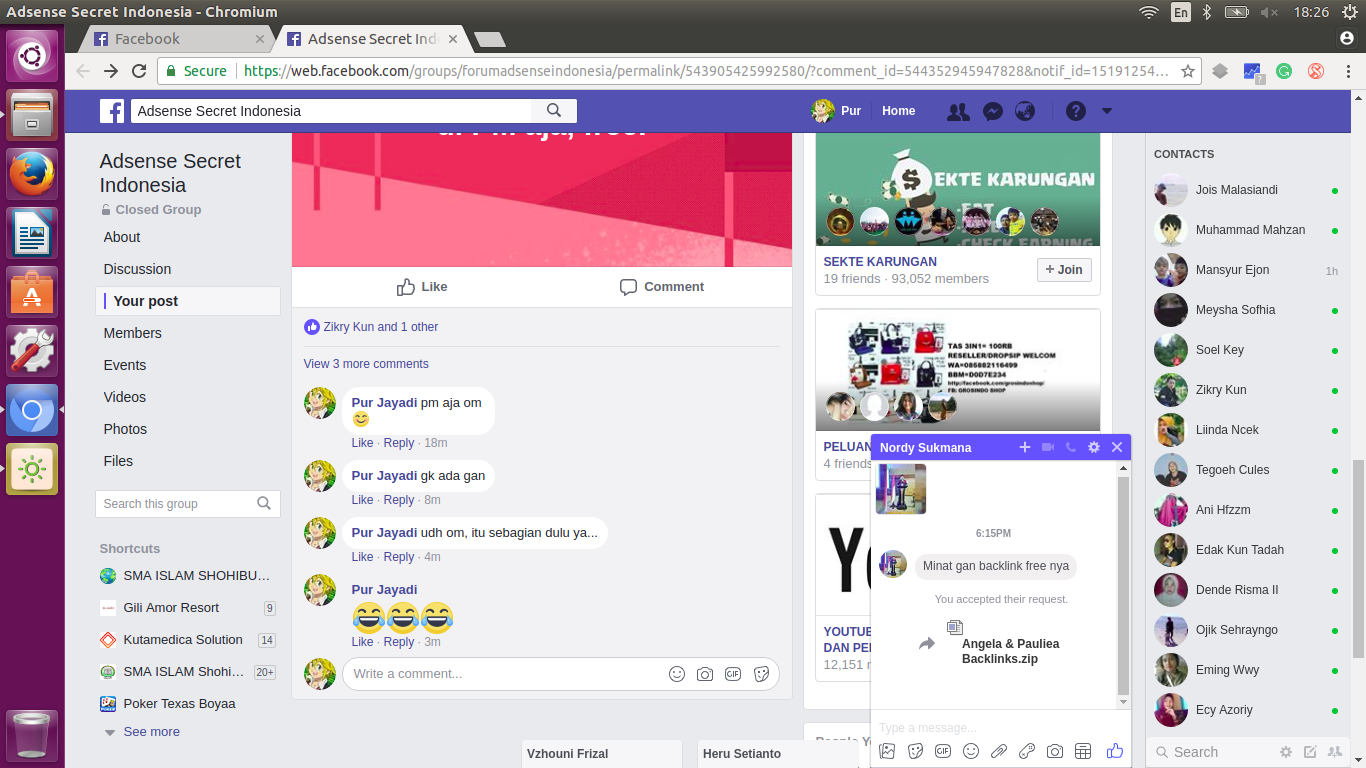 Adsense Secret Indonesia - Chromium
En
18:26
Facebook
Adsense Secret Ind
Secure
https://web.facebook.com/groups/forumadsenseindonesia/permalink/543905425992580/?comment_id=544352945947828&notif_id=15191254…
Adsense Secret Indonesia
Pur
Home
Adsense Secret
Indonesia
Closed Group
About
Discussion
Your post
Members
Events
Videos
Photos
Files
Search this group
Shortcuts
SMA ISLAM SHOHIBU…
Gili Amor Resort 9
Kutamedica Solution 14
SMA ISLAM Shohi… 20+
Poker Texas Boyaa
See more
Like
Comment
Zikry Kun and 1 other
View 3 more comments
Pur Jayadi pm aja om
Like · Reply · 18m
Pur Jayadi gk ada gan
Like · Reply · 8m
Pur Jayadi udh om, itu sebagian dulu ya...
Like · Reply · 4m
Pur Jayadi
Like · Reply · 3m
Write a comment...
GIF
SEKTE KARUNGAN
SEKTE KARUNGAN
19 friends · 93,052 members
+ Join
TAS 3IN1= 100RB
RESELLER/DROPSIP WELCOM
WA=085882116499
BBM=D0D7E234
http://facebook.com/grosindoshop/
FB: GROSINDO SHOP
PELUAN
4 friends
YOUTUE
DAN PE
12,151
Nordy Sukmana
6:15PM
Minat gan backlink free nya
You accepted their request.
Angela & Pauliea
Backlinks.zip
Type a message...
GIF
Vzhouni Frizal
Heru Setianto
CONTACTS
Jois Malasiandi
Muhammad Mahzan
Mansyur Ejon 1h
Meysha Sofhia
Soel Key
Zikry Kun
Liinda Ncek
Tegoeh Cules
Ani Hfzzm
Edak Kun Tadah
Dende Risma II
Ojik Sehrayngo
Eming Wwy
Ecy Azoriy
Search